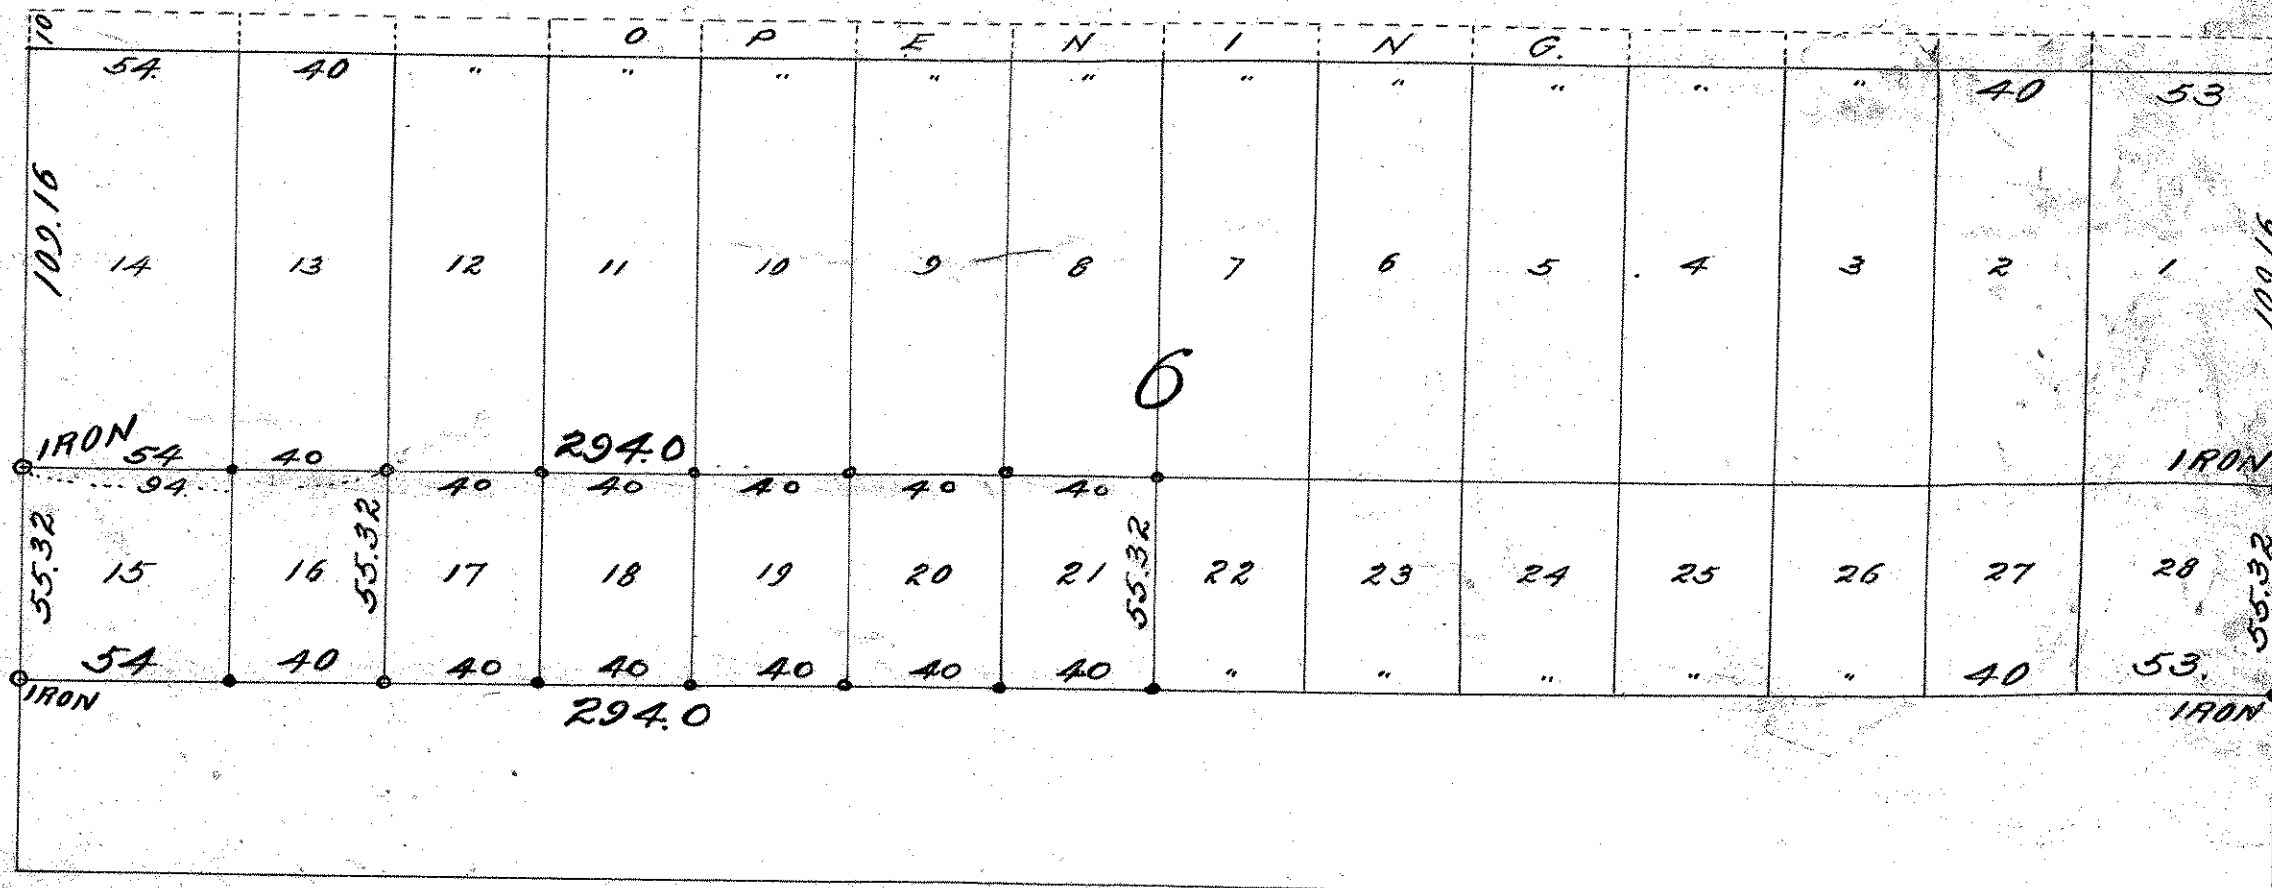 10 O P E N I N G.
54. 40 " " " " " " " " " " 40 53
109.16 109.16
14 13 12 11 10 9 8 7 6 5 4 3 2 1
6
IRON 54 40 294.0 IRON
94 40 40 40 40 40
55.32 55.32 55.32 55.32
15 16 17 18 19 20 21 22 23 24 25 26 27 28
54 40 40 40 40 40 40 " " " " " 40 53.
IRON 294.0 IRON